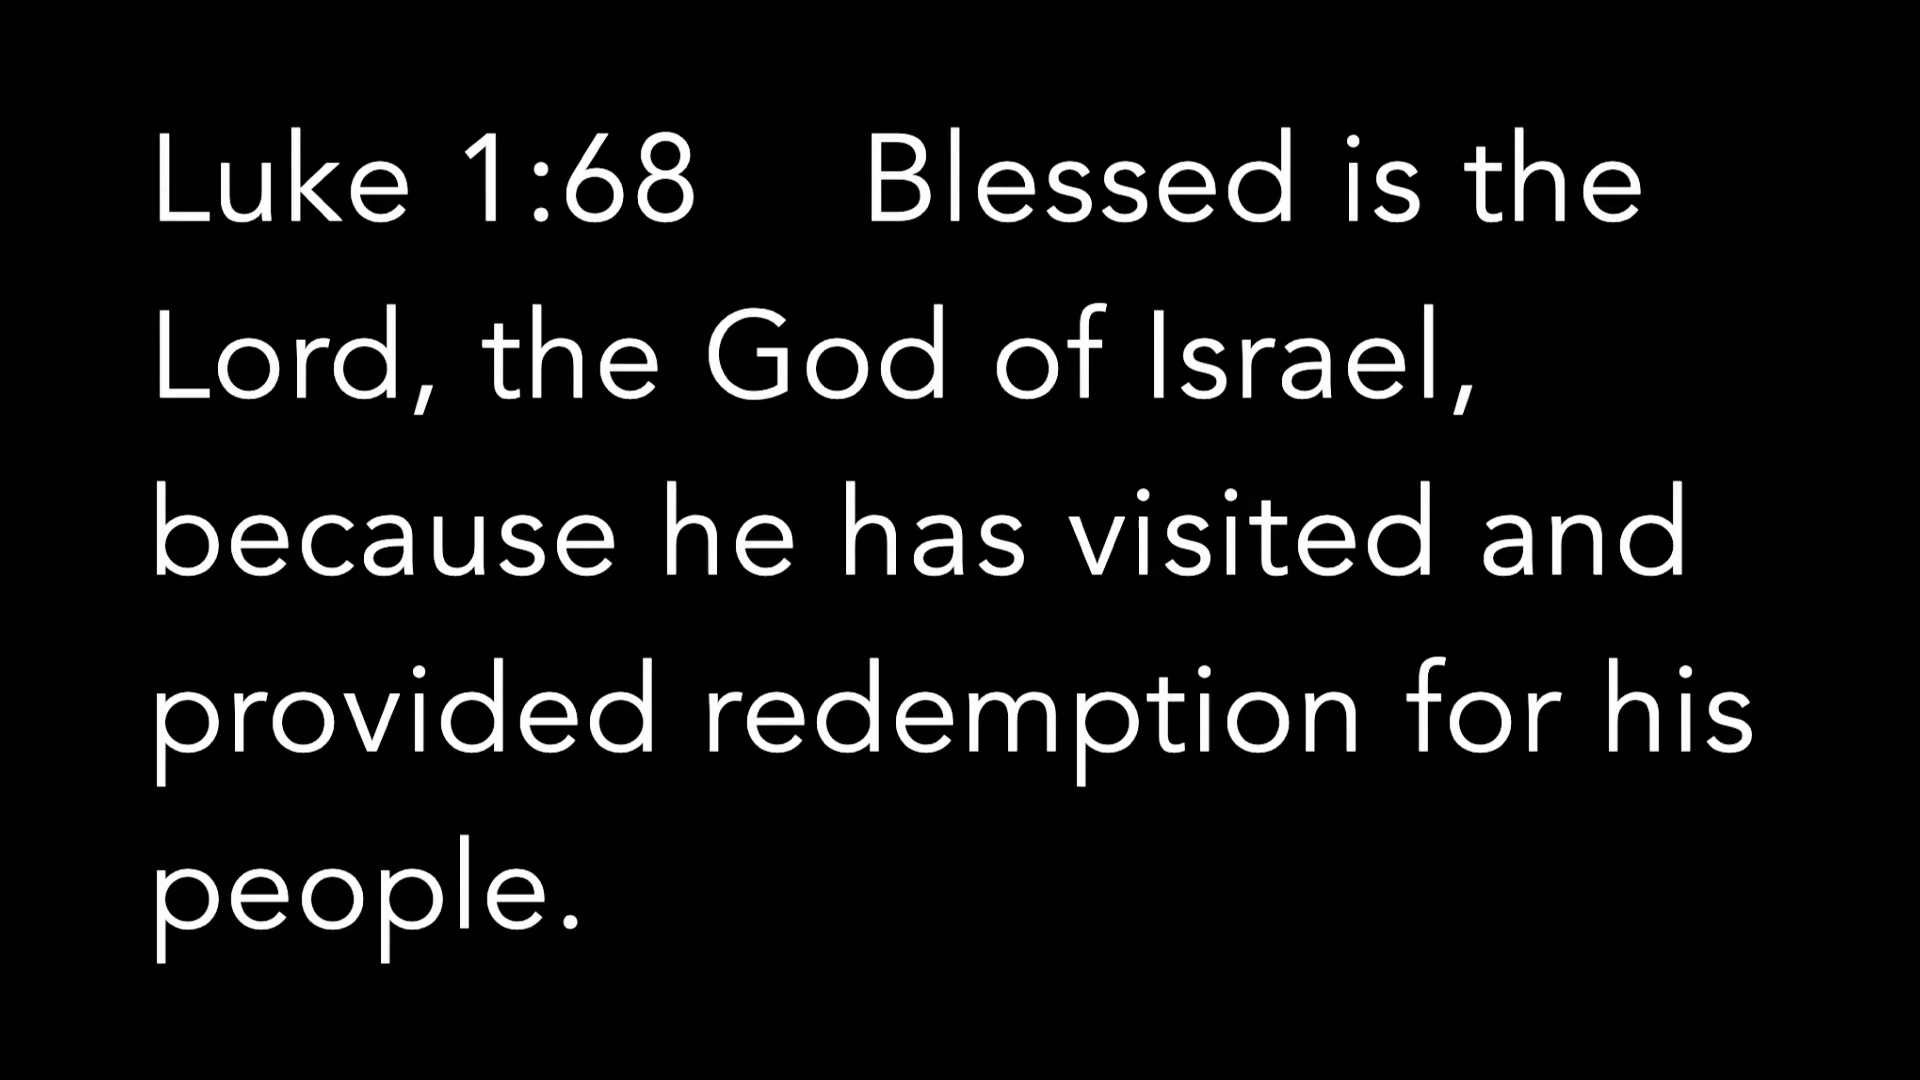 Luke 1:68 Blessed is the
Lord, the God of Israel,
because he has visited and
provided redemption for his
people.